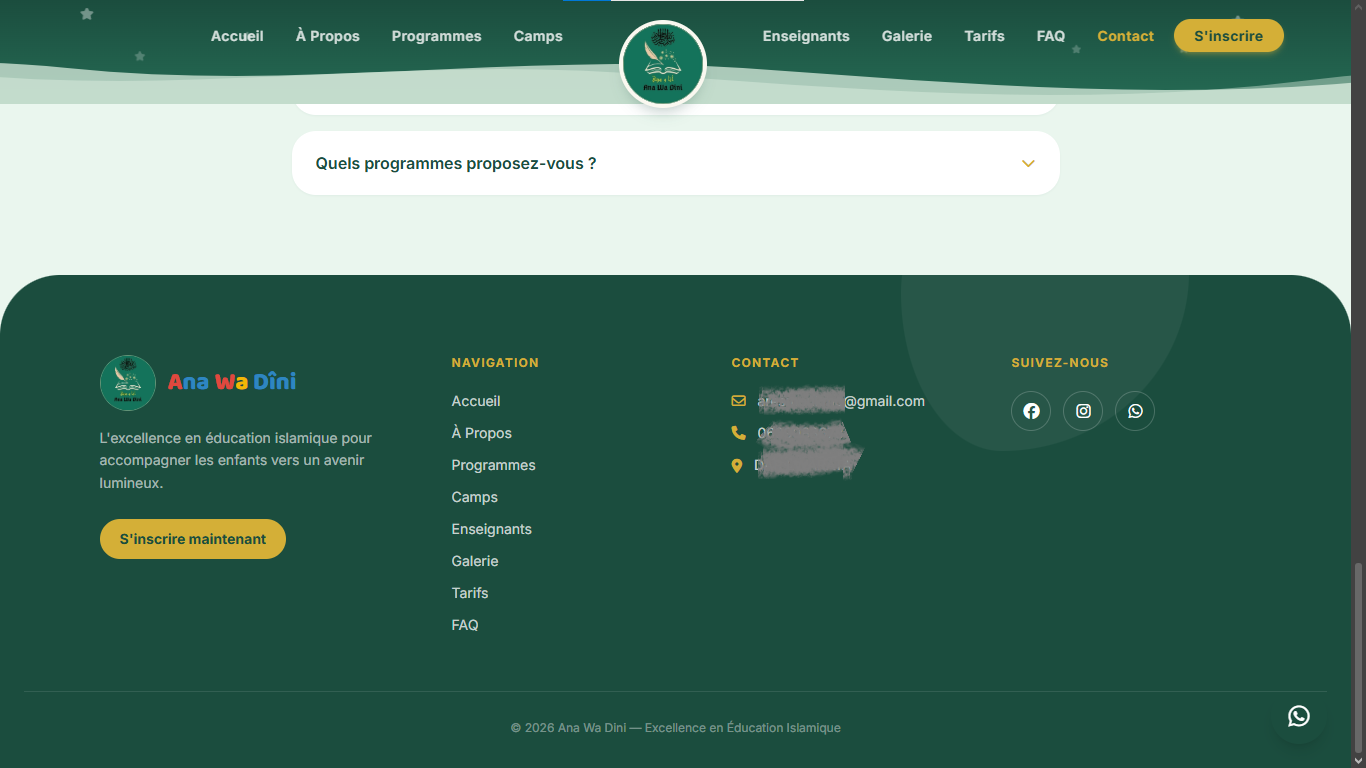 Accueil
À Propos
Programmes
Camps
Enseignants
Galerie
Tarifs
FAQ
Contact
S'inscrire
Ana Wa Dini
Quels programmes proposez-vous ?
Ana Wa Dîni
L'excellence en éducation islamique pour
accompagner les enfants vers un avenir
lumineux.
S'inscrire maintenant
NAVIGATION
Accueil
À Propos
Programmes
Camps
Enseignants
Galerie
Tarifs
FAQ
CONTACT
@gmail.com
SUIVEZ-NOUS
© 2026 Ana Wa Dini — Excellence en Éducation Islamique